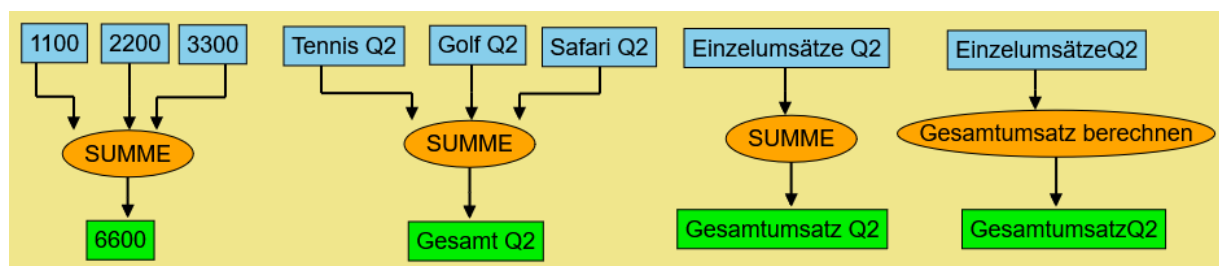 1100 2200 3300
SUMME
6600
Tennis Q2 Golf Q2 Safari Q2
SUMME
Gesamt Q2
Einzelumsätze Q2
SUMME
Gesamtumsatz Q2
EinzelumsätzeQ2
Gesamtumsatz berechnen
GesamtumsatzQ2